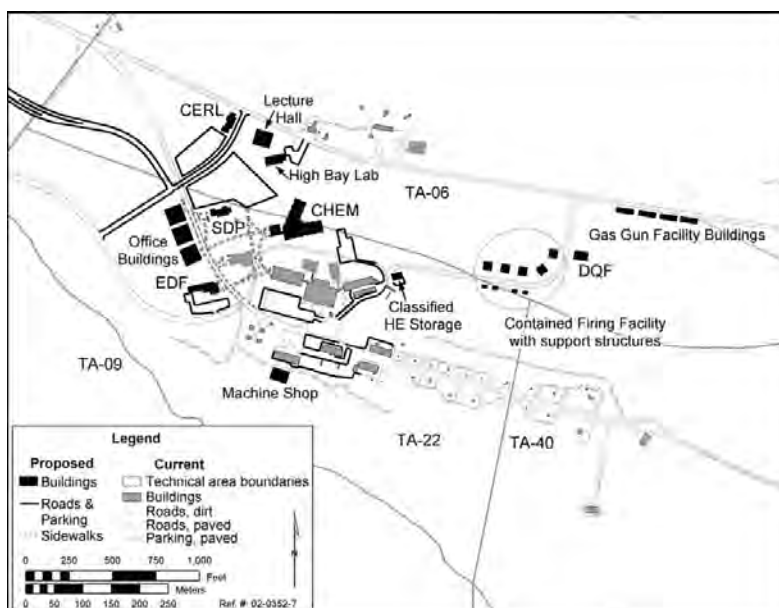 CERL
Lecture
Hall
High Bay Lab
TA-06
SDP
CHEM
Office
Buildings
Gas Gun Facility Buildings
DQF
EDF
Classified
HE Storage
Contained Firing Facility
with support structures
TA-09
Machine Shop
TA-22
TA-40
Legend
Proposed
Buildings
Roads &
Parking
Sidewalks
Current
Technical area boundaries
Buildings
Roads, dirt
Roads, paved
Parking, paved
N
0 250 500 750 1,000
Feet
Meters
0 50 100 150 200 250
Ref. #: 02-0352-7